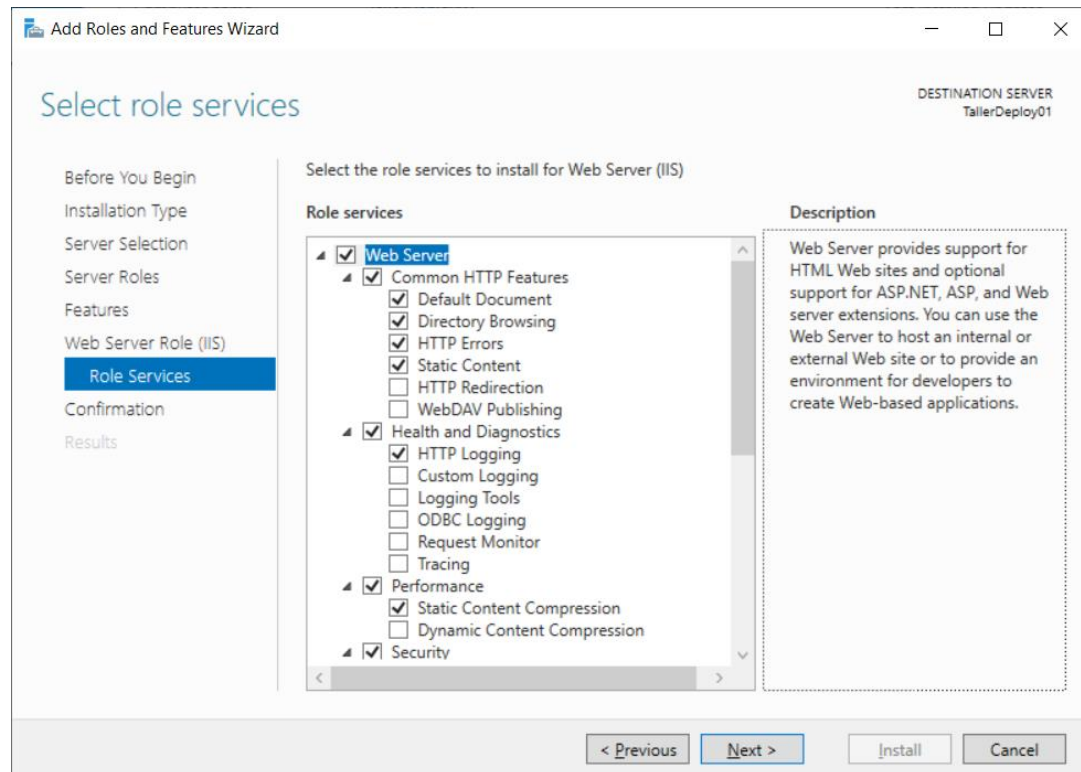 Add Roles and Features Wizard
Select role services
DESTINATION SERVER
TallerDeploy01
Before You Begin
Installation Type
Server Selection
Server Roles
Features
Web Server Role (IIS)
Role Services
Confirmation
Results
Select the role services to install for Web Server (IIS)
Role services
Web Server
Common HTTP Features
Default Document
Directory Browsing
HTTP Errors
Static Content
HTTP Redirection
WebDAV Publishing
Health and Diagnostics
HTTP Logging
Custom Logging
Logging Tools
ODBC Logging
Request Monitor
Tracing
Performance
Static Content Compression
Dynamic Content Compression
Security
Description
Web Server provides support for
HTML Web sites and optional
support for ASP.NET, ASP, and Web
server extensions. You can use the
Web Server to host an internal or
external Web site or to provide an
environment for developers to
create Web-based applications.
< Previous
Next >
Install
Cancel